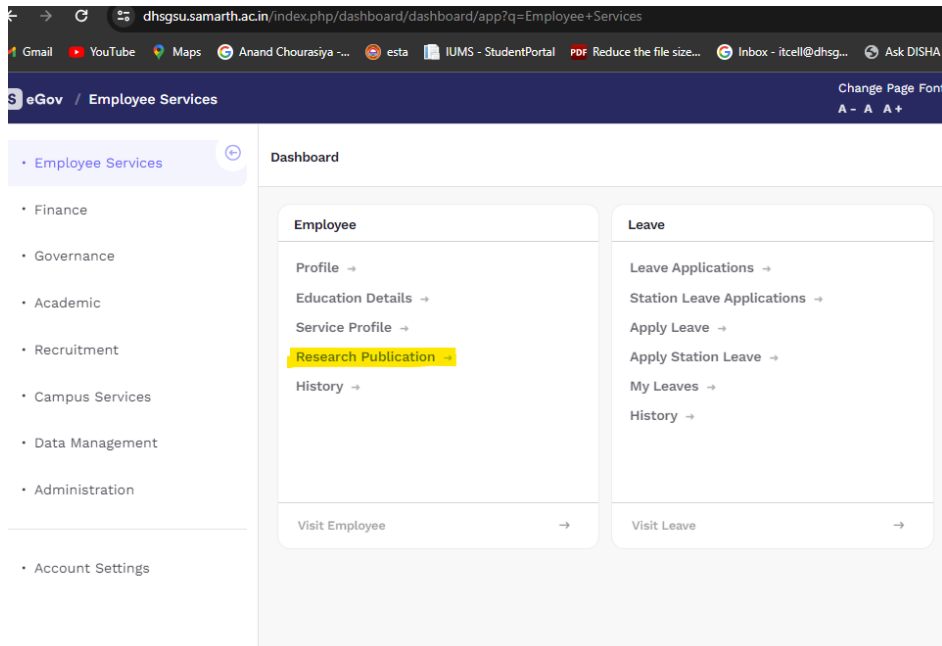 dhsgsu.samarth.ac.in/index.php/dashboard/dashboard/app?q=Employee+Services
Gmail YouTube Maps Anand Chourasiya -... esta IUMS - StudentPortal PDF Reduce the file size... Inbox - itcell@dhsg... Ask DISHA
S eGov / Employee Services
Change Page Font
A- A A+
Employee Services
Finance
Governance
Academic
Recruitment
Campus Services
Data Management
Administration
Account Settings
Dashboard
Employee
Profile →
Education Details →
Service Profile →
Research Publication →
History →
Visit Employee →
Leave
Leave Applications →
Station Leave Applications →
Apply Leave →
Apply Station Leave →
My Leaves →
History →
Visit Leave →